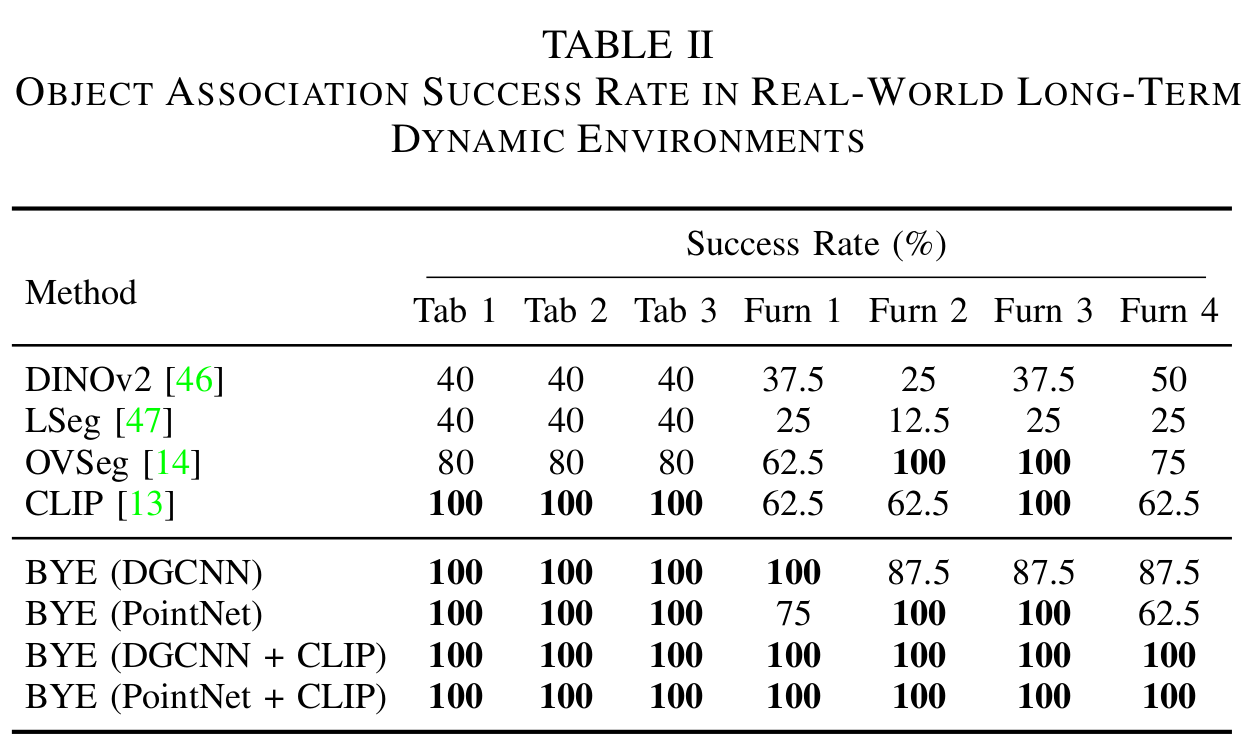 TABLE II
OBJECT ASSOCIATION SUCCESS RATE IN REAL-WORLD LONG-TERM
DYNAMIC ENVIRONMENTS
Success Rate (%)
Method
Tab 1 Tab 2 Tab 3 Furn 1 Furn 2 Furn 3 Furn 4
DINOv2 [46] 40 40 40 37.5 25 37.5 50
LSeg [47] 40 40 40 25 12.5 25 25
OVSeg [14] 80 80 80 62.5 100 100 75
CLIP [13] 100 100 100 62.5 62.5 100 62.5
BYE (DGCNN) 100 100 100 100 87.5 87.5 87.5
BYE (PointNet) 100 100 100 75 100 100 62.5
BYE (DGCNN + CLIP) 100 100 100 100 100 100 100
BYE (PointNet + CLIP) 100 100 100 100 100 100 100